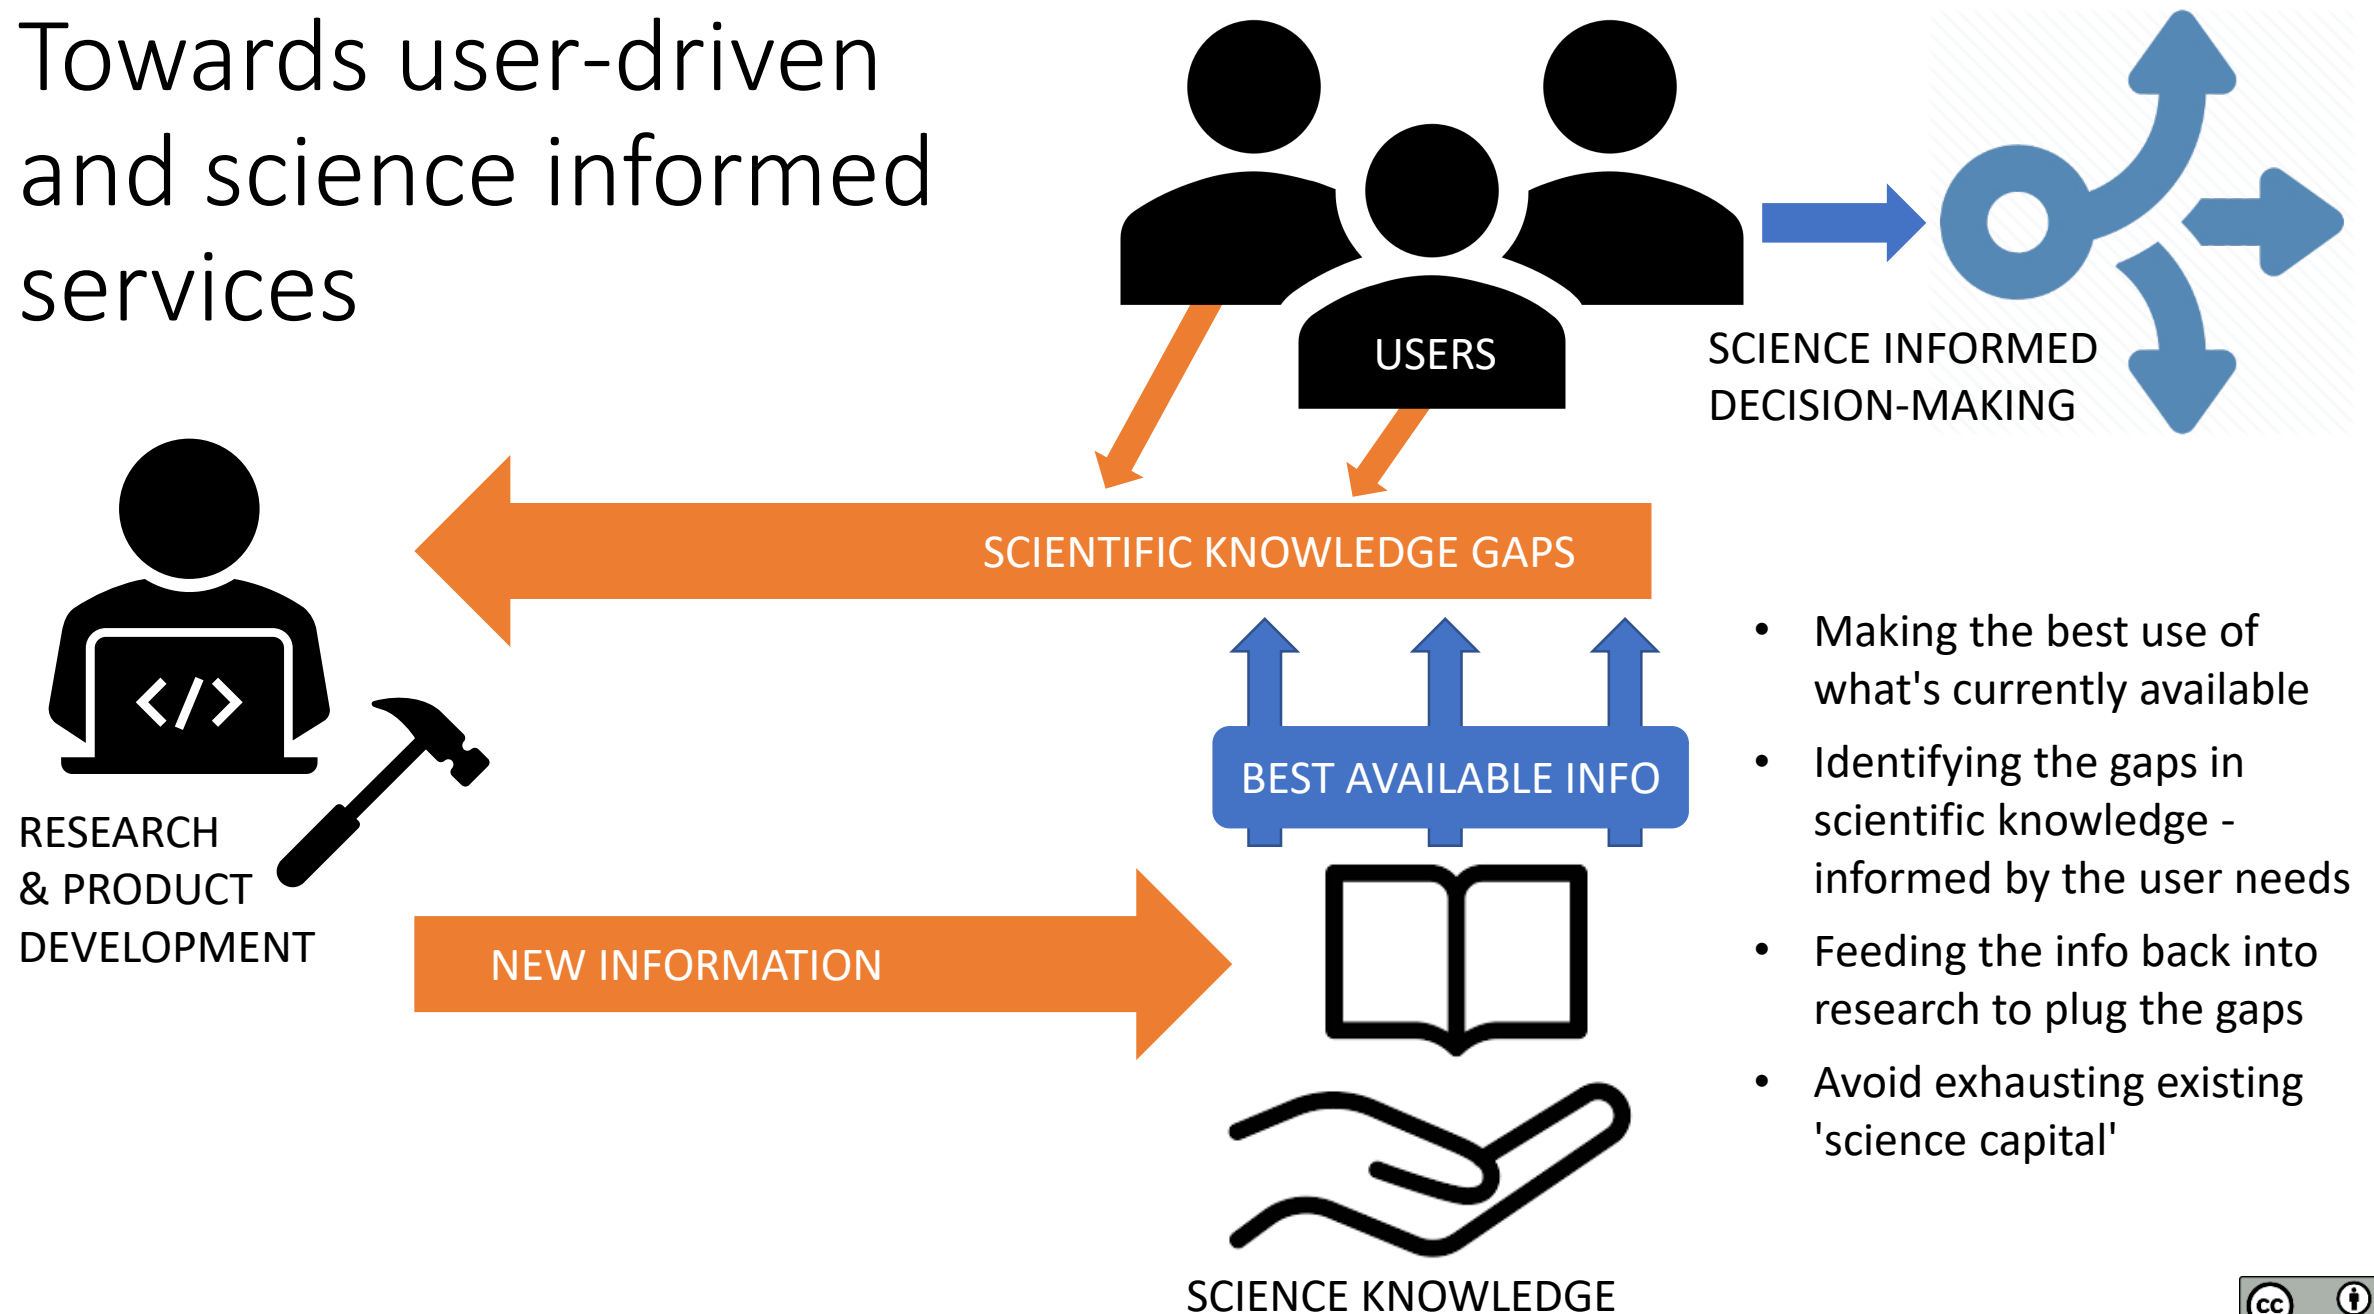 Towards user-driven
and science informed
services
USERS
SCIENCE INFORMED
DECISION-MAKING
SCIENTIFIC KNOWLEDGE GAPS
</>
RESEARCH
& PRODUCT
DEVELOPMENT
BEST AVAILABLE INFO
NEW INFORMATION
SCIENCE KNOWLEDGE
• Making the best use of
what's currently available
• Identifying the gaps in
scientific knowledge -
informed by the user needs
• Feeding the info back into
research to plug the gaps
• Avoid exhausting existing
'science capital'
cc